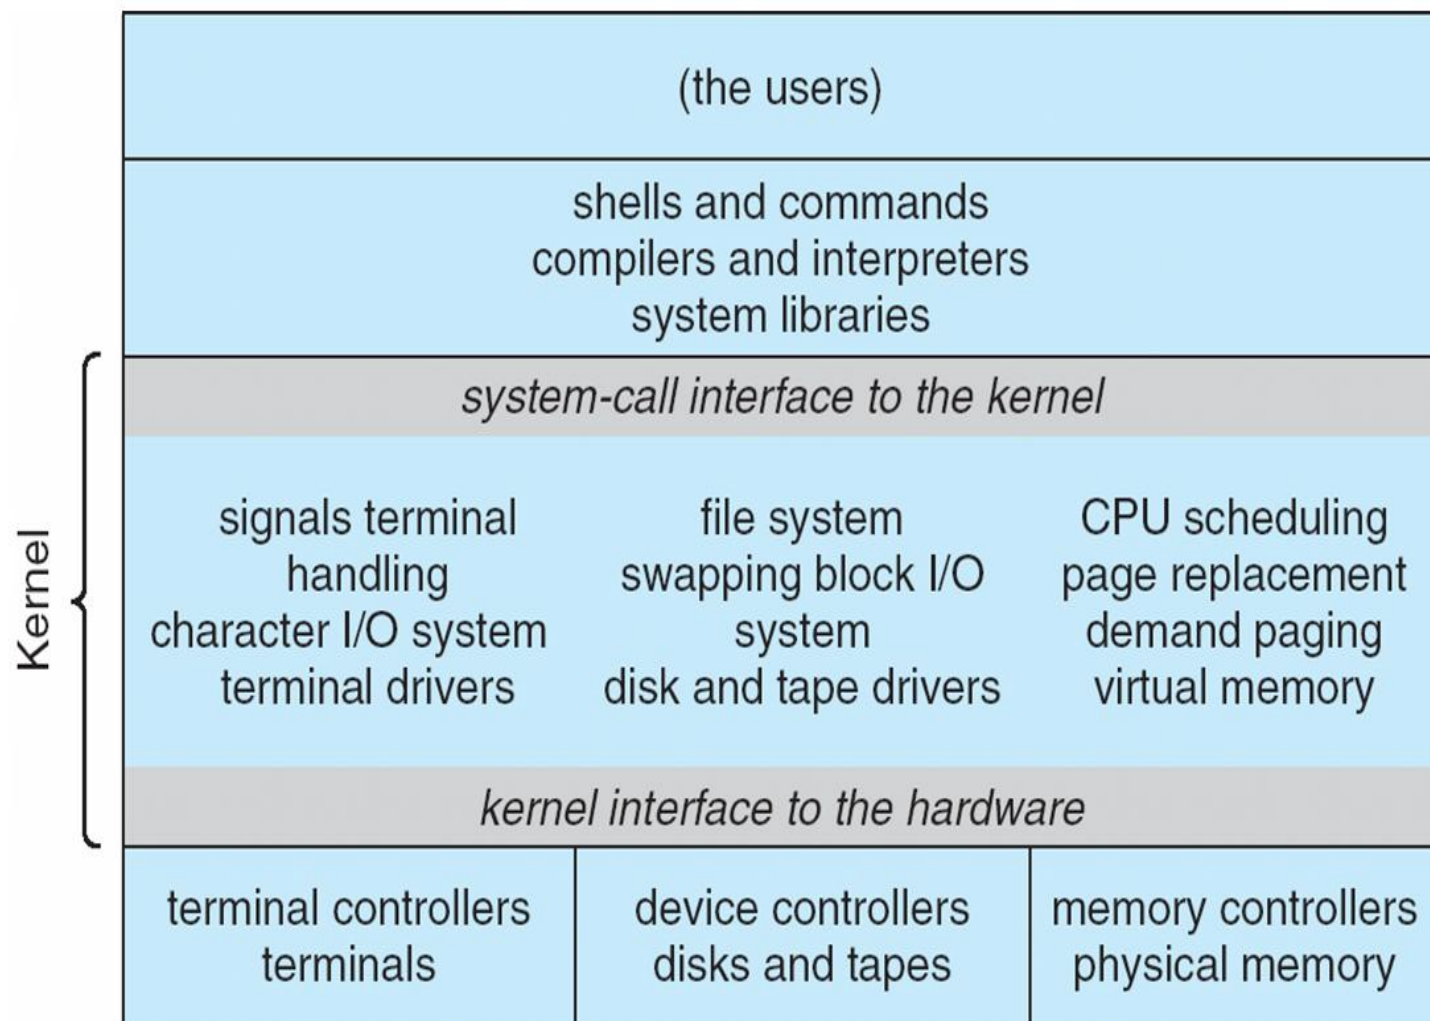 (the users)
shells and commands
compilers and interpreters
system libraries
Kernel
system-call interface to the kernel
signals terminal
handling
character I/O system
terminal drivers
file system
swapping block I/O
system
disk and tape drivers
CPU scheduling
page replacement
demand paging
virtual memory
kernel interface to the hardware
terminal controllers
terminals
device controllers
disks and tapes
memory controllers
physical memory